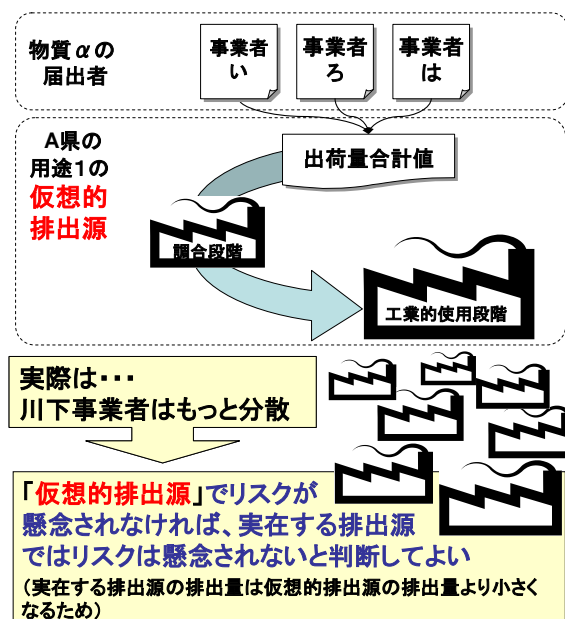 物質αの
届出者
事業者
い
事業者
ろ
事業者
は
A県の
用途1の
仮想的
排出源
出荷量合計値
調合段階
工業的使用段階
実際は・・・
川下事業者はもっと分散
「仮想的排出源」でリスクが
懸念されなければ、実在する排出源
ではリスクは懸念されないと判断してよい
（実在する排出源の排出量は仮想的排出源の排出量より小さく
なるため）